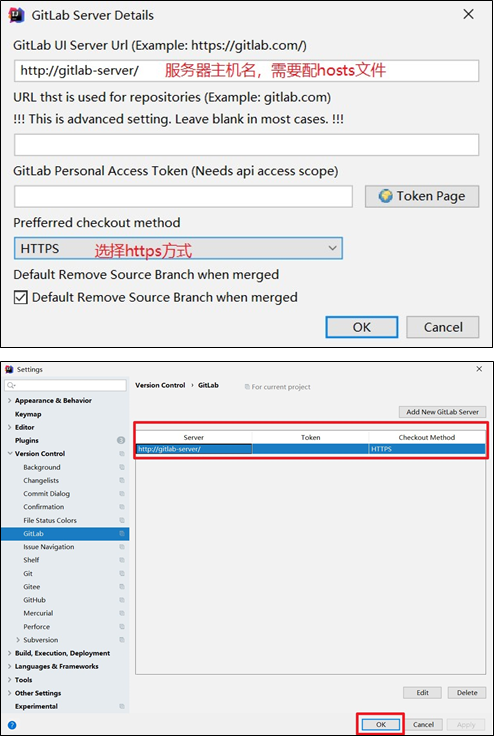 GitLab Server Details
GitLab UI Server Url (Example: https://gitlab.com/)
http://gitlab-server/ 服务器主机名，需要配hosts文件
URL thst is used for repositories (Example: gitlab.com)
!!! This is advanced setting. Leave blank in most cases. !!!
GitLab Personal Access Token (Needs api access scope)
Token Page
Prefferred checkout method
HTTPS 选择https方式
Default Remove Source Branch when merged
Default Remove Source Branch when merged
OK Cancel
Settings
Version Control › GitLab For current project
Appearance & Behavior
Keymap
Editor
Plugins
Version Control
Background
Changelists
Commit Dialog
Confirmation
File Status Colors
GitLab
Issue Navigation
Shelf
Git
Gitee
GitHub
Mercurial
Perforce
Subversion
Build, Execution, Deployment
Languages & Frameworks
Tools
Other Settings
Experimental
Add New GitLab Server
Server Token Checkout Method
http://gitlab-server/ HTTPS
Edit Delete
? OK Cancel Apply